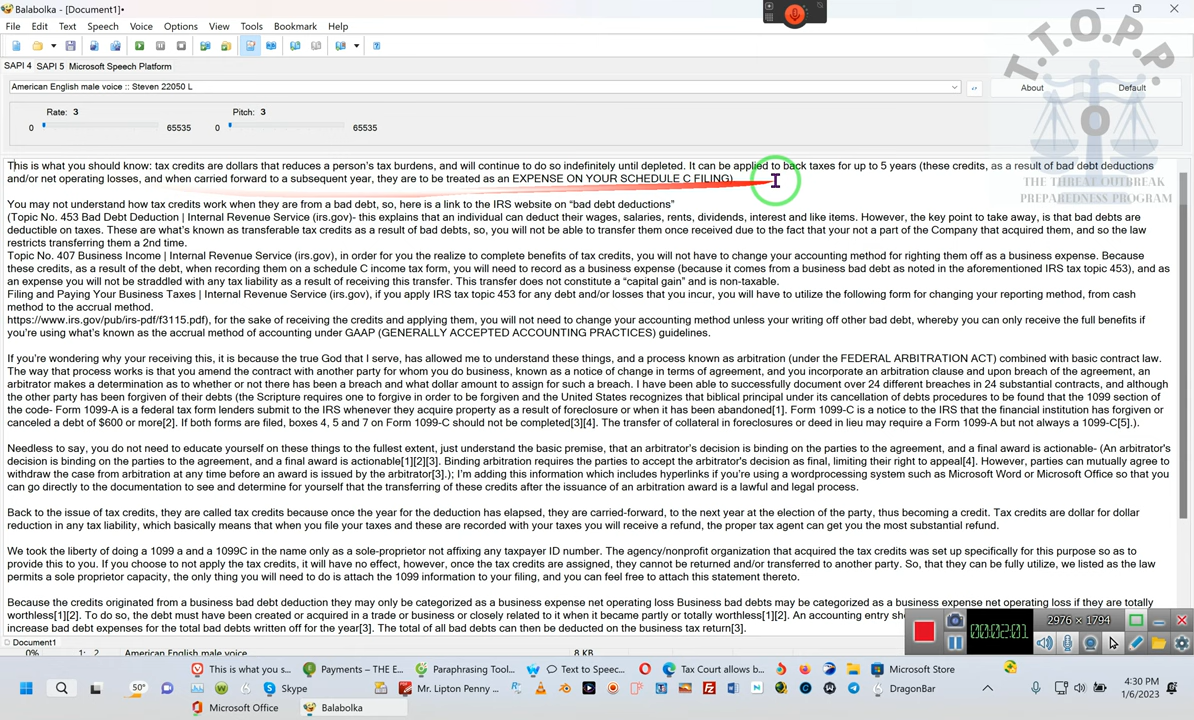 Balabolka - [Document1]•
File Edit Text Speech Voice Options View Tools Bookmark Help
SAPI 4 SAPI 5 Microsoft Speech Platform
American English male voice :: Steven 22050 L
About Default
Rate: 3 Pitch: 3
0 65535 0 65535
T.T.O.P.P.
THE THREAT OUTBREAK
PREPAREDNESS PROGRAM
This is what you should know: tax credits are dollars that reduces a person's tax burdens, and will continue to do so indefinitely until depleted. It can be applied to back taxes for up to 5 years (these credits, as a result of bad debt deductions
and/or net operating losses, and when carried forward to a subsequent year, they are to be treated as an EXPENSE ON YOUR SCHEDULE C FILING).
You may not understand how tax credits work when they are from a bad debt, so, here is a link to the IRS website on “bad debt deductions”
(Topic No. 453 Bad Debt Deduction | Internal Revenue Service (irs.gov)- this explains that an individual can deduct their wages, salaries, rents, dividends, interest and like items. However, the key point to take away, is that bad debts are
deductible on taxes. These are what's known as transferable tax credits as a result of bad debts, so, you will not be able to transfer them once received due to the fact that your not a part of the Company that acquired them, and so the law
restricts transferring them a 2nd time.
Topic No. 407 Business Income | Internal Revenue Service (irs.gov), in order for you the realize to complete benefits of tax credits, you will not have to change your accounting method for righting them off as a business expense. Because
these credits, as a result of the debt, when recording them on a schedule C income tax form, you will need to record as a business expense (because it comes from a business bad debt as noted in the aforementioned IRS tax topic 453), and as
an expense you will not be straddled with any tax liability as a result of receiving this transfer. This transfer does not constitute a “capital gain” and is non-taxable.
Filing and Paying Your Business Taxes | Internal Revenue Service (irs.gov), if you apply IRS tax topic 453 for any debt and/or losses that you incur, you will have to utilize the following form for changing your reporting method, from cash
method to the accrual method.
https://www.irs.gov/pub/irs-pdf/f3115.pdf), for the sake of receiving the credits and applying them, you will not need to change your accounting method unless your writing off other bad debt, whereby you can only receive the full benefits if
you're using what's known as the accrual method of accounting under GAAP (GENERALLY ACCEPTED ACCOUNTING PRACTICES) guidelines.
If you're wondering why your receiving this, it is because the true God that I serve, has allowed me to understand these things, and a process known as arbitration (under the FEDERAL ARBITRATION ACT) combined with basic contract law.
The way that process works is that you amend the contract with another party for whom you do business, known as a notice of change in terms of agreement, and you incorporate an arbitration clause and upon breach of the agreement, an
arbitrator makes a determination as to whether or not there has been a breach and what dollar amount to assign for such a breach. I have been able to successfully document over 24 different breaches in 24 substantial contracts, and although
the other party has been forgiven of their debts (the Scripture requires one to forgive in order to be forgiven and the United States recognizes that biblical principal under its cancellation of debts procedures to be found that the 1099 section of
the code- Form 1099-A is a federal tax form lenders submit to the IRS whenever they acquire property as a result of foreclosure or when it has been abandoned[1]. Form 1099-C is a notice to the IRS that the financial institution has forgiven or
canceled a debt of $600 or more[2]. If both forms are filed, boxes 4, 5 and 7 on Form 1099-C should not be completed[3][4]. The transfer of collateral in foreclosures or deed in lieu may require a Form 1099-A but not always a 1099-C[5].).
Needless to say, you do not need to educate yourself on these things to the fullest extent, just understand the basic premise, that an arbitrator's decision is binding on the parties to the agreement, and a final award is actionable- (An arbitrator's
decision is binding on the parties to the agreement, and a final award is actionable[1][2][3]. Binding arbitration requires the parties to accept the arbitrator's decision as final, limiting their right to appeal[4]. However, parties can mutually agree to
withdraw the case from arbitration at any time before an award is issued by the arbitrator[3].); I'm adding this information which includes hyperlinks if you're using a wordprocessing system such as Microsoft Word or Microsoft Office so that you
can go directly to the documentation to see and determine for yourself that the transferring of these credits after the issuance of an arbitration award is a lawful and legal process.
Back to the issue of tax credits, they are called tax credits because once the year for the deduction has elapsed, they are carried-forward, to the next year at the election of the party, thus becoming a credit. Tax credits are dollar for dollar
reduction in any tax liability, which basically means that when you file your taxes and these are recorded with your taxes you will receive a refund, the proper tax agent can get you the most substantial refund.
We took the liberty of doing a 1099 a and a 1099C in the name only as a sole-proprietor not affixing any taxpayer ID number. The agency/nonprofit organization that acquired the tax credits was set up specifically for this purpose so as to
provide this to you. If you choose to not apply the tax credits, it will have no effect, however, once the tax credits are assigned, they cannot be returned and/or transferred to another party. So, that they can be fully utilize, we listed as the law
permits a sole proprietor capacity, the only thing you will need to do is attach the 1099 information to your filing, and you can feel free to attach this statement thereto.
Because the credits originated from a business bad debt deduction they may only be categorized as a business expense net operating loss Business bad debts may be categorized as a business expense net operating loss if they are totally
worthless[1][2]. To do so, the debt must have been created or acquired in a trade or business or closely related to it when it became partly or totally worthless[1][2]. An accounting entry sh
increase bad debt expenses for the total bad debts written off for the year[3]. The total of all bad debts can then be deducted on the business tax return[3].
00:02:01
2976 × 1794
Document1
0% 1: 2 American English male voice 8 KB
This is what you s... Payments – THE E... Paraphrasing Tool... Text to Speec... Tax Court allows b... Microsoft Store
50° Skype Mr. Lipton Penny ... DragonBar
Microsoft Office Balabolka
4:30 PM
1/6/2023